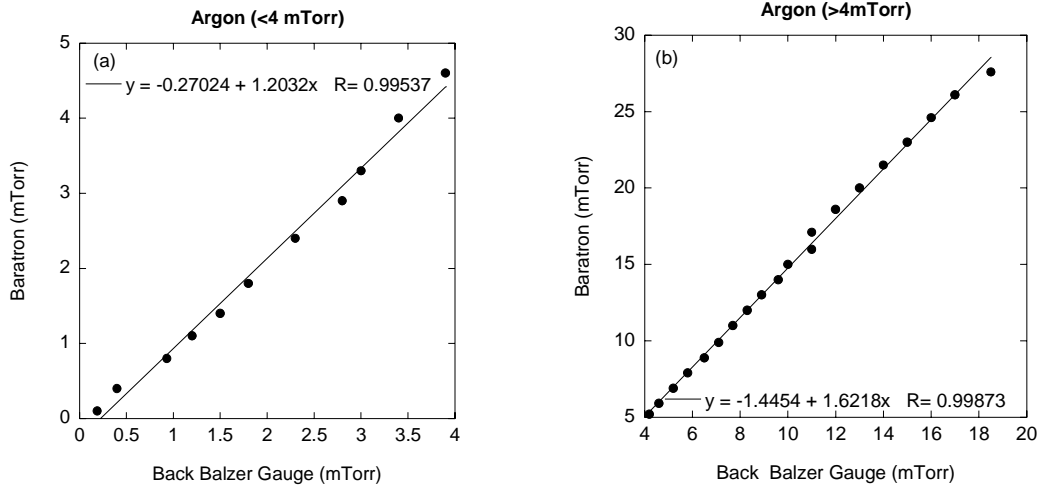 Argon (<4 mTorr)
(a)
y = -0.27024 + 1.2032x R= 0.99537
5
4
3
2
1
0
0 0.5 1 1.5 2 2.5 3 3.5 4
Baratron (mTorr)
Back Balzer Gauge (mTorr)
Argon (>4mTorr)
(b)
30
25
20
15
10
5
y = -1.4454 + 1.6218x R= 0.99873
4 6 8 10 12 14 16 18 20
Baratron (mTorr)
Back Balzer Gauge (mTorr)